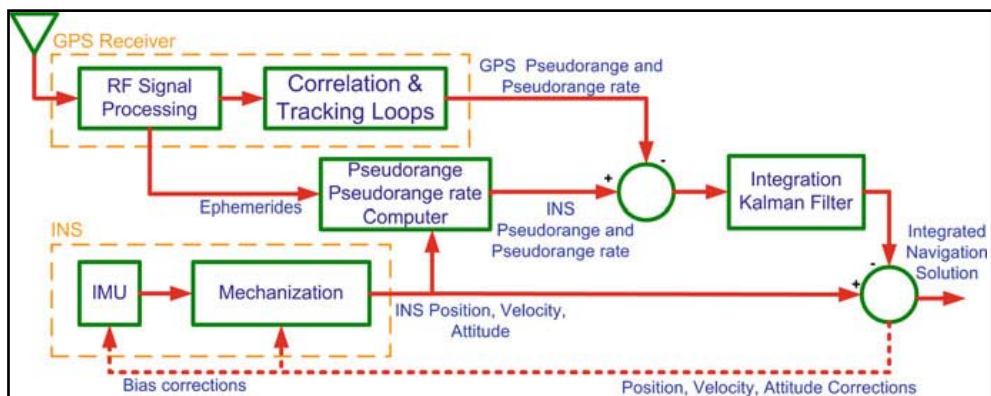 GPS Receiver
RF Signal
Processing
Correlation &
Tracking Loops
GPS Pseudorange and
Pseudorange rate
Ephemerides
Pseudorange
Pseudorange rate
Computer
+
-
INS
Pseudorange and
Pseudorange rate
Integration
Kalman Filter
INS
IMU
Mechanization
INS Position, Velocity,
Attitude
+
-
Integrated
Navigation
Solution
Bias corrections
Position, Velocity, Attitude Corrections